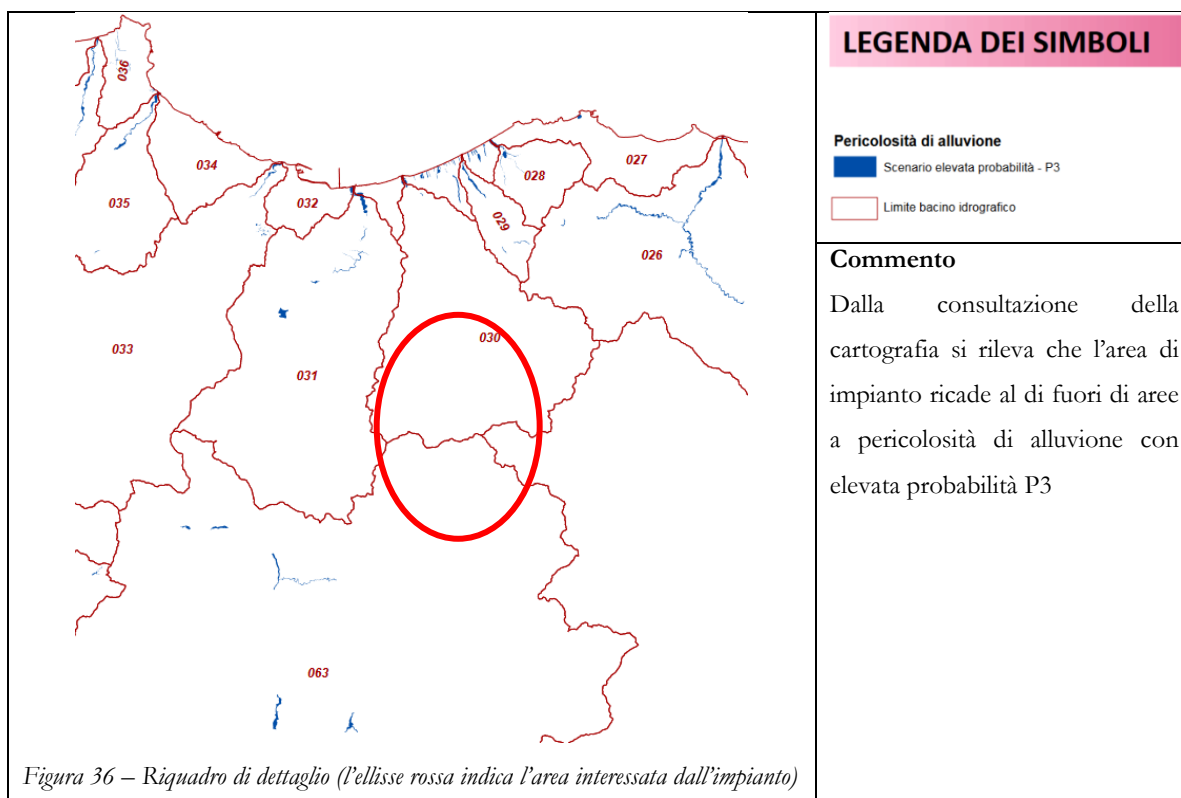 036
035
034
032
028
027
029
026
033
031
030
063
Figura 36 – Riquadro di dettaglio (l'ellisse rossa indica l'area interessata dall'impianto)
LEGENDA DEI SIMBOLI
Pericolosità di alluvione
Scenario elevata probabilità - P3
Limite bacino idrografico
Commento
Dalla consultazione della
cartografia si rileva che l'area di
impianto ricade al di fuori di aree
a pericolosità di alluvione con
elevata probabilità P3